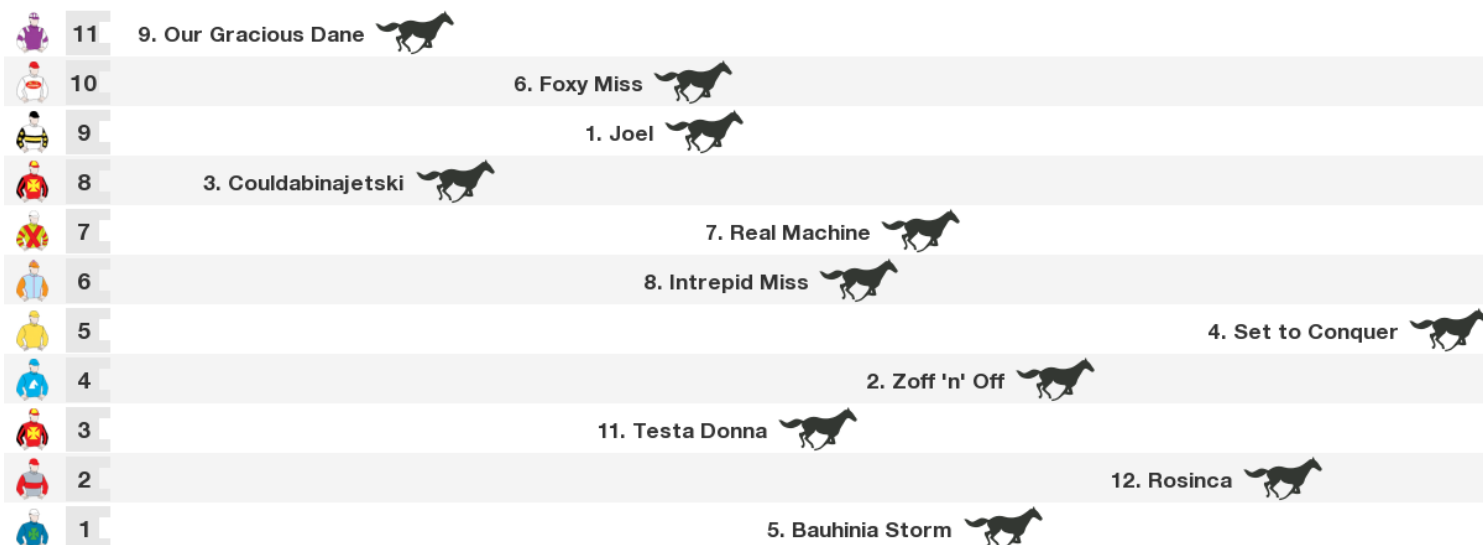 11 9. Our Gracious Dane
10 6. Foxy Miss
9 1. Joel
8 3. Couldabinajetski
7 7. Real Machine
6 8. Intrepid Miss
5 4. Set to Conquer
4 2. Zoff 'n' Off
3 11. Testa Donna
2 12. Rosinca
1 5. Bauhinia Storm